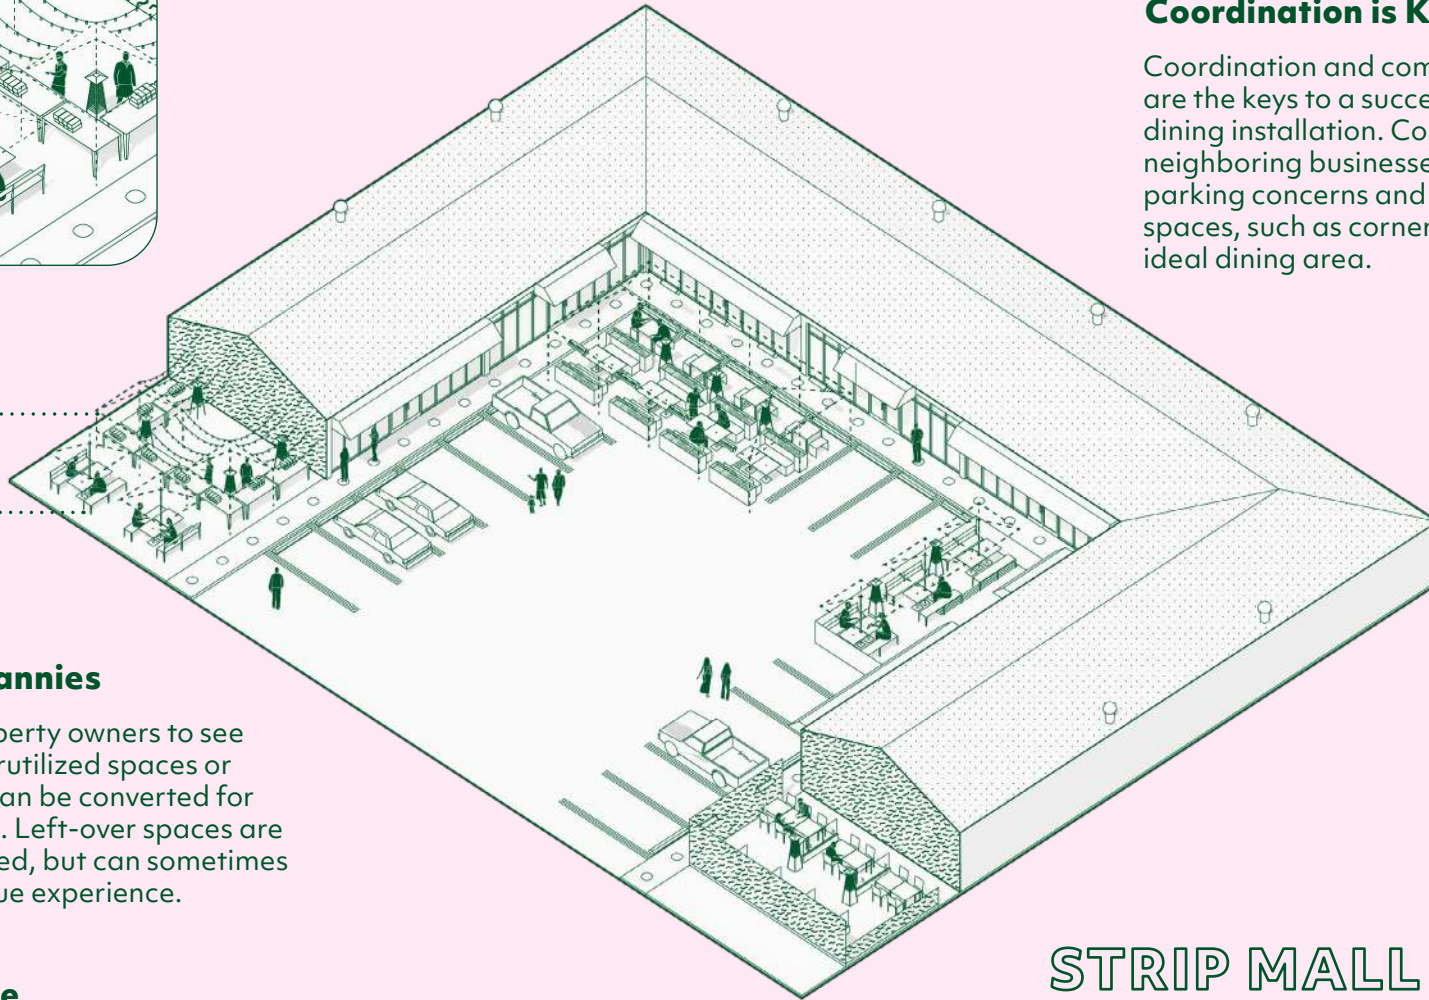 Coordination is K
Coordination and com
are the keys to a succe
dining installation. Co
neighboring businesse
parking concerns and
spaces, such as corner
ideal dining area.
annies
perty owners to see
rutilized spaces or
an be converted for
. Left-over spaces are
ed, but can sometimes
ue experience.
e
STRIP MALL